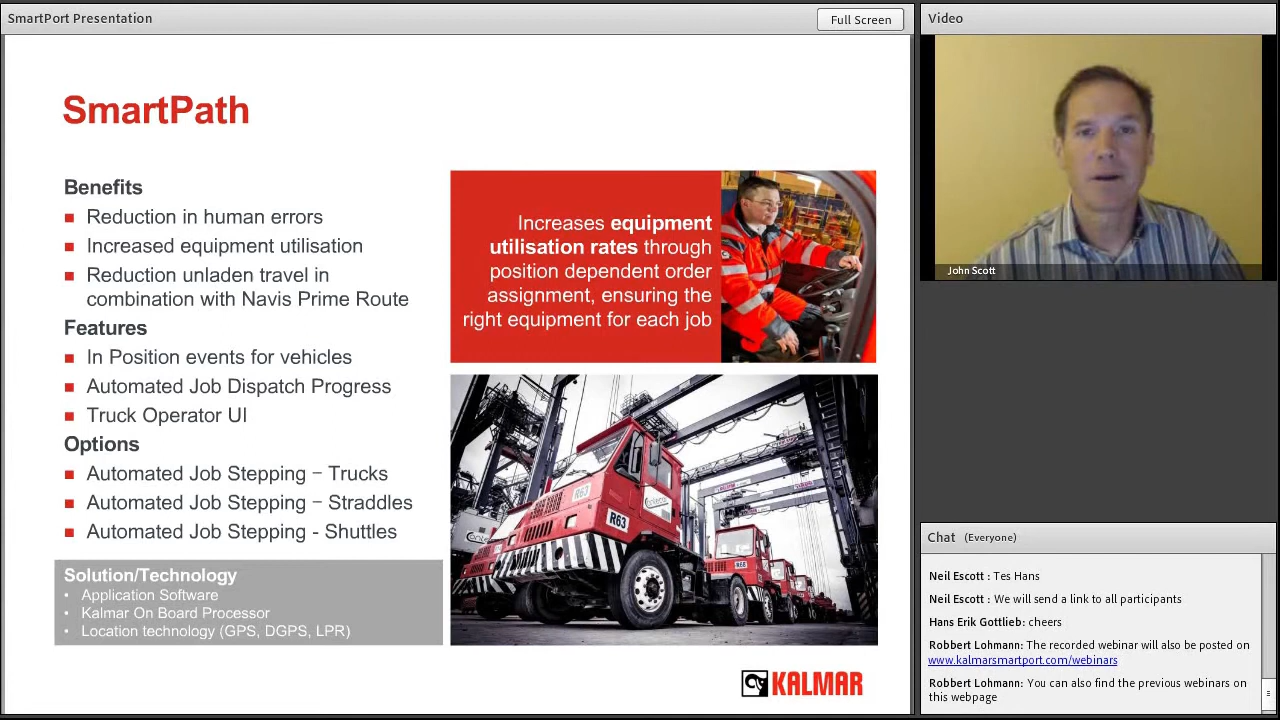 SmartPort Presentation
Full Screen
SmartPath
Benefits
Reduction in human errors
Increased equipment utilisation
Reduction unladen travel in
combination with Navis Prime Route
Features
In Position events for vehicles
Automated Job Dispatch Progress
Truck Operator UI
Options
Automated Job Stepping – Trucks
Automated Job Stepping – Straddles
Automated Job Stepping - Shuttles
Solution/Technology
• Application Software
• Kalmar On Board Processor
• Location technology (GPS, DGPS, LPR)
Increases equipment
utilisation rates through
position dependent order
assignment, ensuring the
right equipment for each job
R63
R63
KALMAR
Video
John Scott
Chat (Everyone)
Neil Escott : Tes Hans
Neil Escott : We will send a link to all participants
Hans Erik Gottlieb: cheers
Robbert Lohmann: The recorded webinar will also be posted on
www.kalmarsmartport.com/webinars
Robbert Lohmann: You can also find the previous webinars on
this webpage